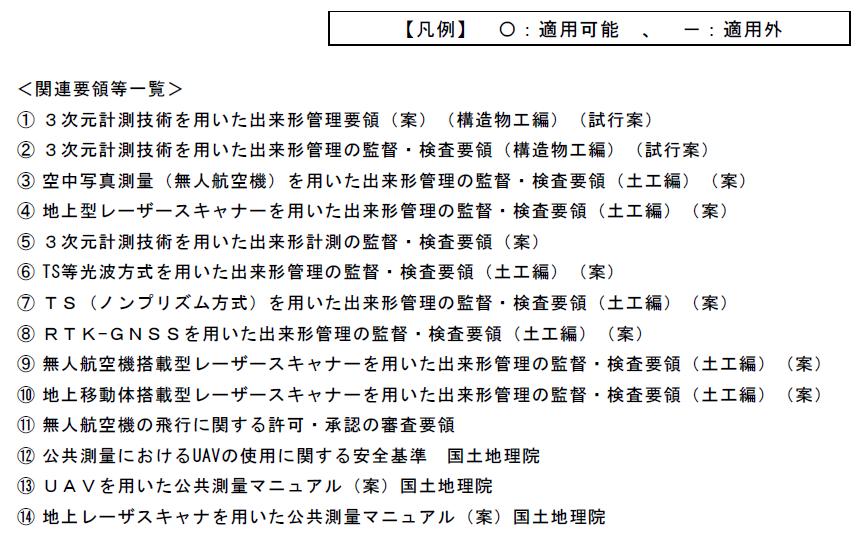 【凡例】　〇：適用可能　、　－：適用外
＜関連要領等一覧＞
① ３次元計測技術を用いた出来形管理要領（案）（構造物工編）（試行案）
② ３次元計測技術を用いた出来形管理の監督・検査要領（構造物工編）（試行案）
③ 空中写真測量（無人航空機）を用いた出来形管理の監督・検査要領（土工編）（案）
④ 地上型レーザースキャナーを用いた出来形管理の監督・検査要領（土工編）（案）
⑤ ３次元計測技術を用いた出来形計測の監督・検査要領（案）
⑥ TS等光波方式を用いた出来形管理の監督・検査要領（土工編）（案）
⑦ ＴＳ（ノンプリズム方式）を用いた出来形管理の監督・検査要領（土工編）（案）
⑧ ＲＴＫ-ＧＮＳＳを用いた出来形管理の監督・検査要領（土工編）（案）
⑨ 無人航空機搭載型レーザースキャナーを用いた出来形管理の監督・検査要領（土工編）（案）
⑩ 地上移動体搭載型レーザースキャナーを用いた出来形管理の監督・検査要領（土工編）（案）
⑪ 無人航空機の飛行に関する許可・承認の審査要領
⑫ 公共測量におけるUAVの使用に関する安全基準　国土地理院
⑬ ＵＡＶを用いた公共測量マニュアル（案）国土地理院
⑭ 地上レーザスキャナを用いた公共測量マニュアル（案）国土地理院